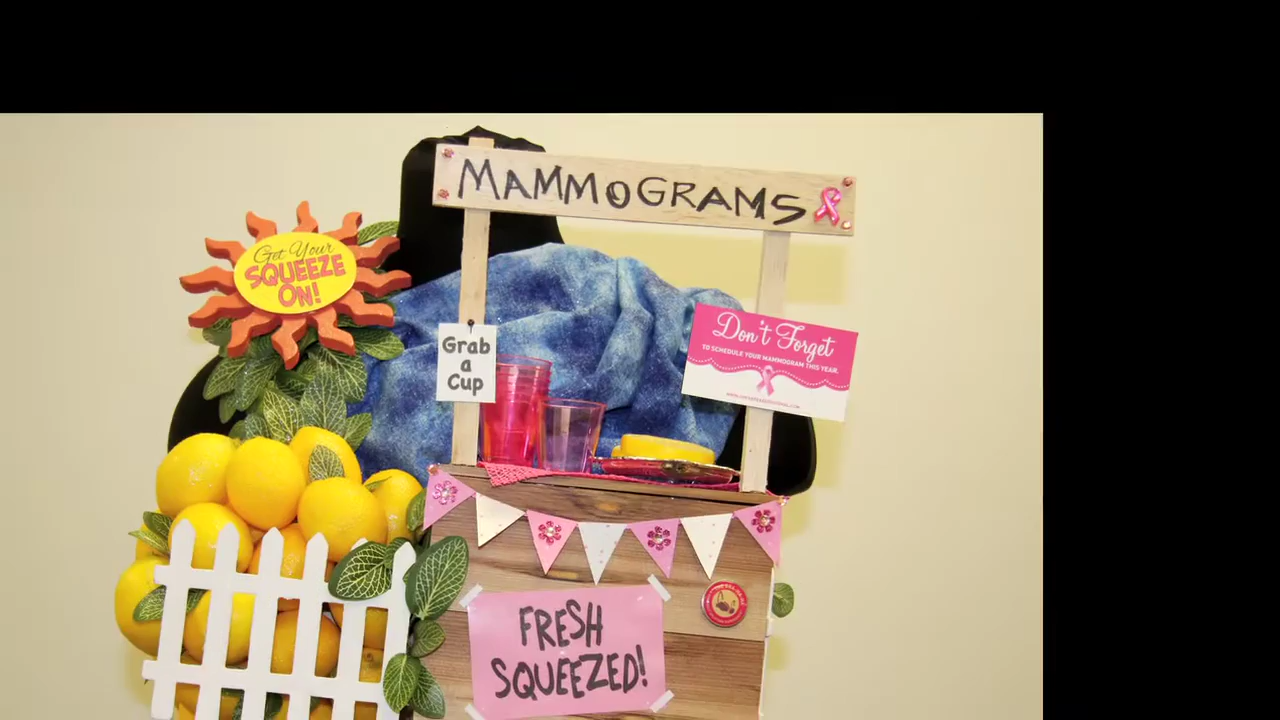 MAMMOGRAMS
Get Your
SQUEEZE
ON!
Don't Forget
TO SCHEDULE YOUR MAMMOGRAM THIS YEAR.
Grab
a
Cup
FRESH
SQUEEZED!